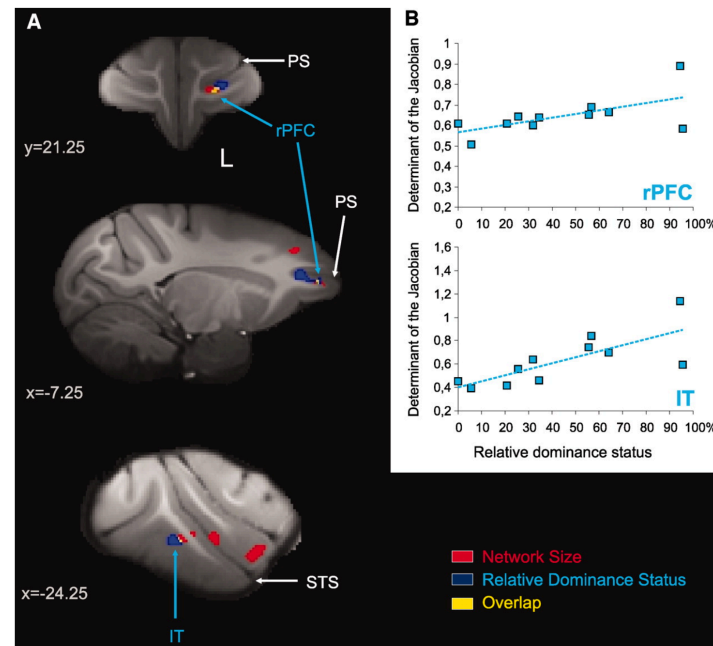 A
PS
rPFC
y=21.25
L
PS
x=-7.25
x=-24.25
STS
IT
B
Determinant of the Jacobian
1
0,9
0,8
0,7
0,6
0,5
0,4
0,3
0,2
0 10 20 30 40 50 60 70 80 90 100%
rPFC
Determinant of the Jacobian
1,6
1,4
1,2
1
0,8
0,6
0,4
0,2
0 10 20 30 40 50 60 70 80 90 100%
IT
Relative dominance status
Network Size
Relative Dominance Status
Overlap